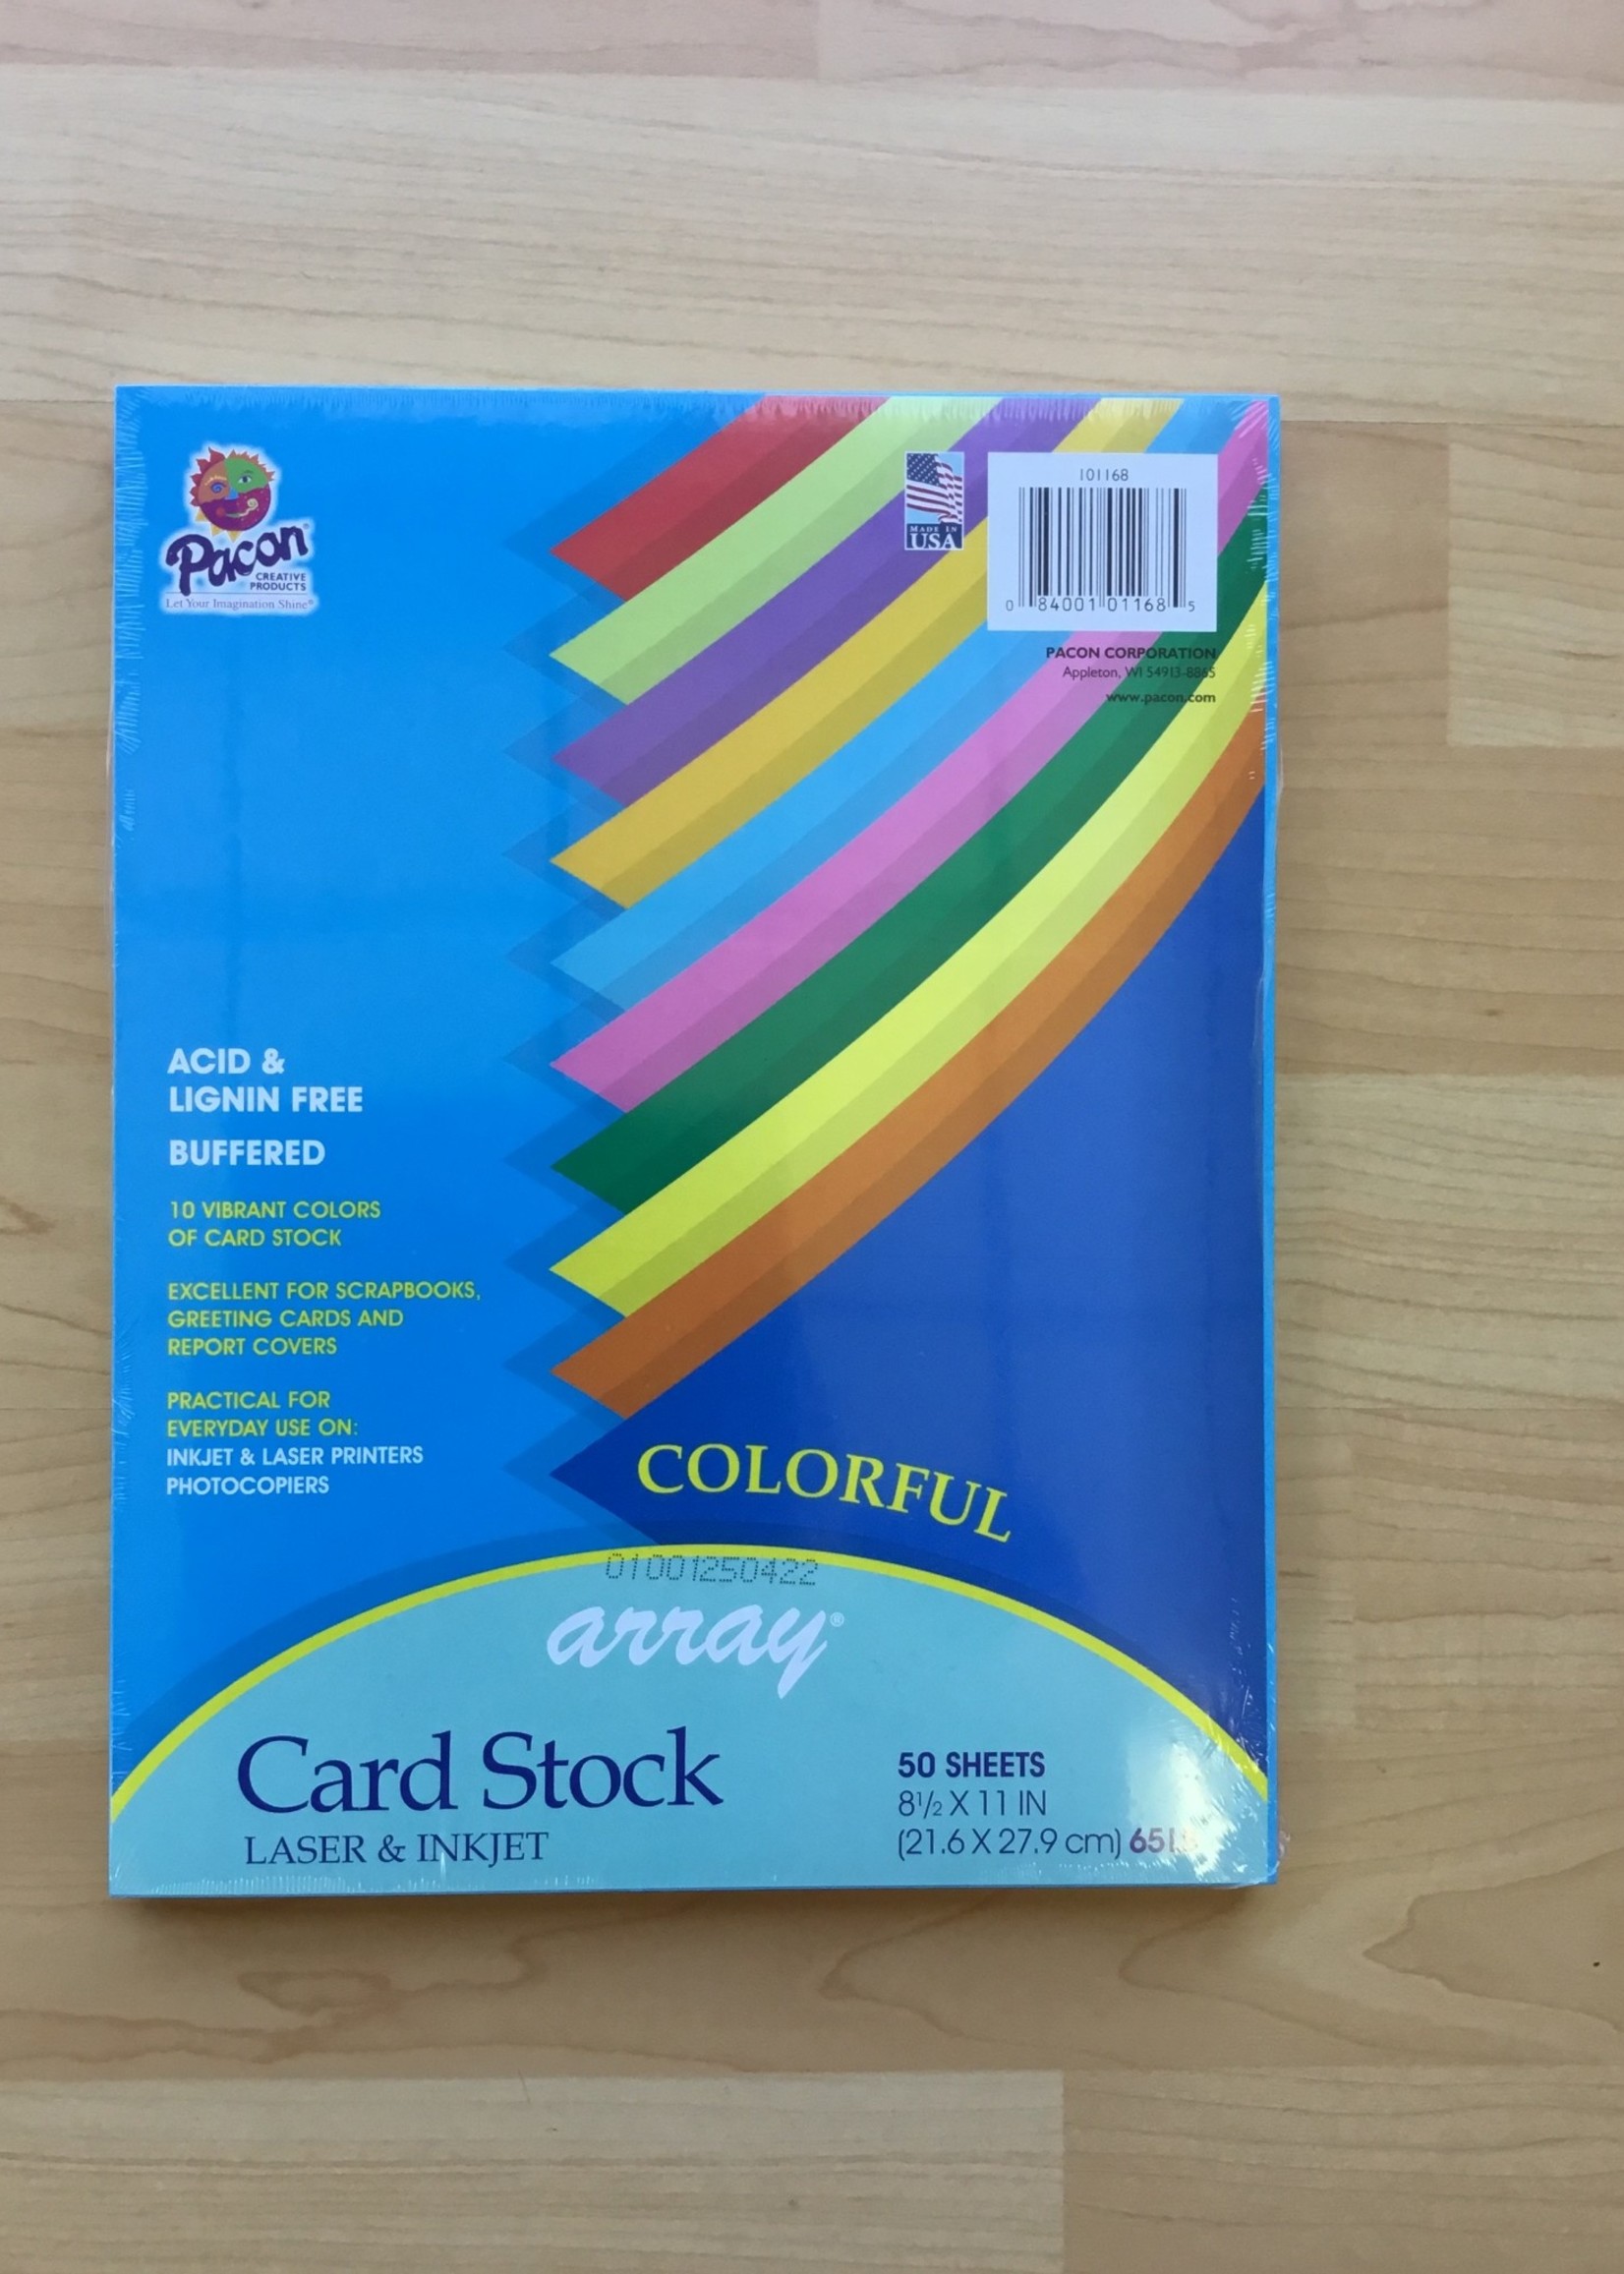 Pacon®
CREATIVE
PRODUCTS
Let Your Imagination Shine®
MADE IN
USA
101168
0 84001 01168 5
PACON CORPORATION
Appleton, WI 54913-8865
www.pacon.com
ACID &
LIGNIN FREE
BUFFERED
10 VIBRANT COLORS
OF CARD STOCK
EXCELLENT FOR SCRAPBOOKS,
GREETING CARDS AND
REPORT COVERS
PRACTICAL FOR
EVERYDAY USE ON:
INKJET & LASER PRINTERS
PHOTOCOPIERS
COLORFUL
01001250422
array®
Card Stock
LASER & INKJET
50 SHEETS
8 1/2 X 11 IN
(21.6 X 27.9 cm) 65